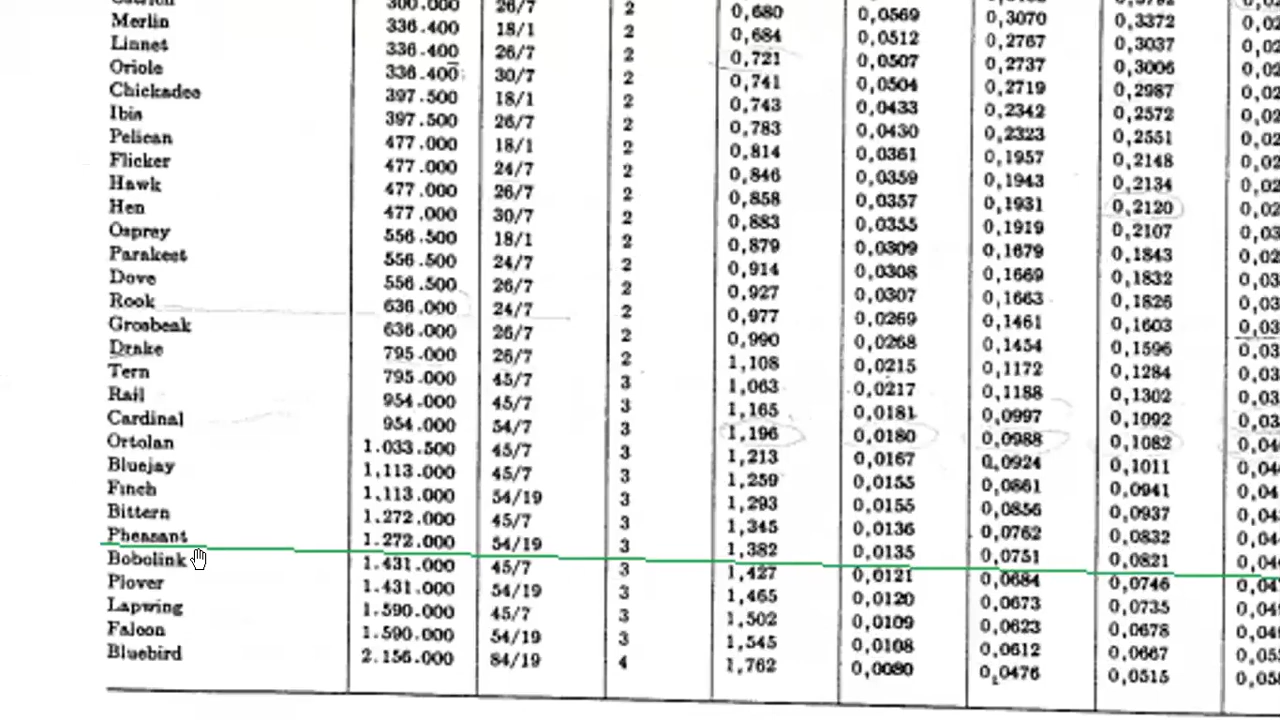 300.000 26/7 2 0,680 0,0569 0,3070 0,3372
Merlin 336.400 18/1 2 0,684 0,0512 0,2767 0,3037
Linnet 336.400 26/7 2 0,721 0,0507 0,2737 0,3006
Oriole 336.400 30/7 2 0,741 0,0504 0,2719 0,2987
Chickadee 397.500 18/1 2 0,743 0,0433 0,2342 0,2572
Ibis 397.500 26/7 2 0,783 0,0430 0,2323 0,2551
Pelican 477.000 18/1 2 0,814 0,0361 0,1957 0,2148
Flicker 477.000 24/7 2 0,846 0,0359 0,1943 0,2134
Hawk 477.000 26/7 2 0,858 0,0357 0,1931 0,2120
Hen 477.000 30/7 2 0,883 0,0355 0,1919 0,2107
Osprey 556.500 18/1 2 0,879 0,0309 0,1679 0,1843
Parakeet 556.500 24/7 2 0,914 0,0308 0,1669 0,1832
Dove 556.500 26/7 2 0,927 0,0307 0,1663 0,1826
Rook 636.000 24/7 2 0,977 0,0269 0,1461 0,1603
Grosbeak 636.000 26/7 2 0,990 0,0268 0,1454 0,1596
Drake 795.000 26/7 2 1,108 0,0215 0,1172 0,1284
Tern 795.000 45/7 3 1,063 0,0217 0,1188 0,1302
Rail 954.000 45/7 3 1,165 0,0181 0,0997 0,1092
Cardinal 954.000 54/7 3 1,196 0,0180 0,0988 0,1082
Ortolan 1.033.500 45/7 3 1,213 0,0167 0,0924 0,1011
Bluejay 1.113.000 45/7 3 1,259 0,0155 0,0861 0,0941
Finch 1.113.000 54/19 3 1,293 0,0155 0,0856 0,0937
Bittern 1.272.000 45/7 3 1,345 0,0136 0,0762 0,0832
Pheasant 1.272.000 54/19 3 1,382 0,0135 0,0751 0,0821
Bobolink 1.431.000 45/7 3 1,427 0,0121 0,0684 0,0746
Plover 1.431.000 54/19 3 1,465 0,0120 0,0673 0,0735
Lapwing 1.590.000 45/7 3 1,502 0,0109 0,0623 0,0678
Falcon 1.590.000 54/19 3 1,545 0,0108 0,0612 0,0667
Bluebird 2.156.000 84/19 4 1,762 0,0080 0,0476 0,0515